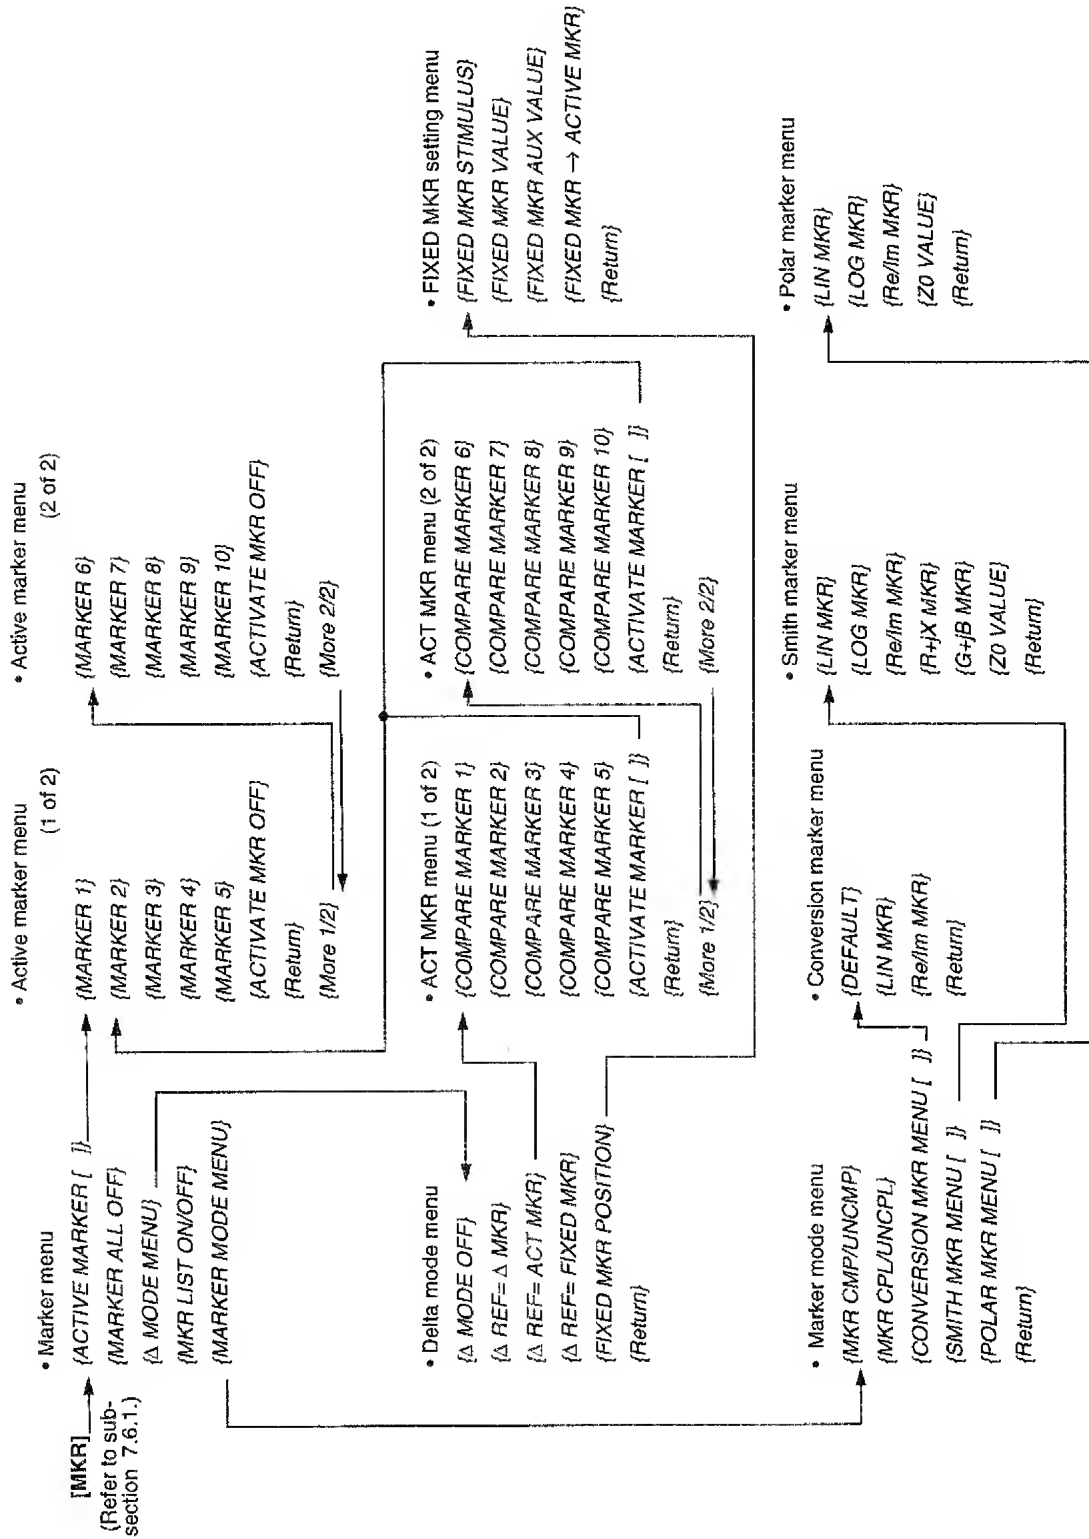 [MKR]
(Refer to sub-
section 7.6.1.)
• Marker menu
{ACTIVE MARKER [ ]}
{MARKER ALL OFF}
{Δ MODE MENU}
{MKR LIST ON/OFF}
{MARKER MODE MENU}
• Active marker menu
(1 of 2)
{MARKER 1}
{MARKER 2}
{MARKER 3}
{MARKER 4}
{MARKER 5}
{ACTIVATE MKR OFF}
{Return}
{More 1/2}
• Active marker menu
(2 of 2)
{MARKER 6}
{MARKER 7}
{MARKER 8}
{MARKER 9}
{MARKER 10}
{ACTIVATE MKR OFF}
{Return}
{More 2/2}
• Delta mode menu
{Δ MODE OFF}
{Δ REF= Δ MKR}
{Δ REF= ACT MKR}
{Δ REF= FIXED MKR}
{FIXED MKR POSITION}
{Return}
• ACT MKR menu (1 of 2)
{COMPARE MARKER 1}
{COMPARE MARKER 2}
{COMPARE MARKER 3}
{COMPARE MARKER 4}
{COMPARE MARKER 5}
{ACTIVATE MARKER [ ]}
{Return}
{More 1/2}
• ACT MKR menu (2 of 2)
{COMPARE MARKER 6}
{COMPARE MARKER 7}
{COMPARE MARKER 8}
{COMPARE MARKER 9}
{COMPARE MARKER 10}
{ACTIVATE MARKER [ ]}
{Return}
{More 2/2}
• FIXED MKR setting menu
{FIXED MKR STIMULUS}
{FIXED MKR VALUE}
{FIXED MKR AUX VALUE}
{FIXED MKR → ACTIVE MKR}
{Return}
• Marker mode menu
{MKR CMP/UNCMP}
{MKR CPL/UNCPL}
{CONVERSION MKR MENU [ ]}
{SMITH MKR MENU [ ]}
{POLAR MKR MENU [ ]}
{Return}
• Conversion marker menu
{DEFAULT}
{LIN MKR}
{Re/Im MKR}
{Return}
• Smith marker menu
{LIN MKR}
{LOG MKR}
{Re/Im MKR}
{R+jX MKR}
{G+jB MKR}
{Z0 VALUE}
{Return}
• Polar marker menu
{LIN MKR}
{LOG MKR}
{Re/Im MKR}
{Z0 VALUE}
{Return}